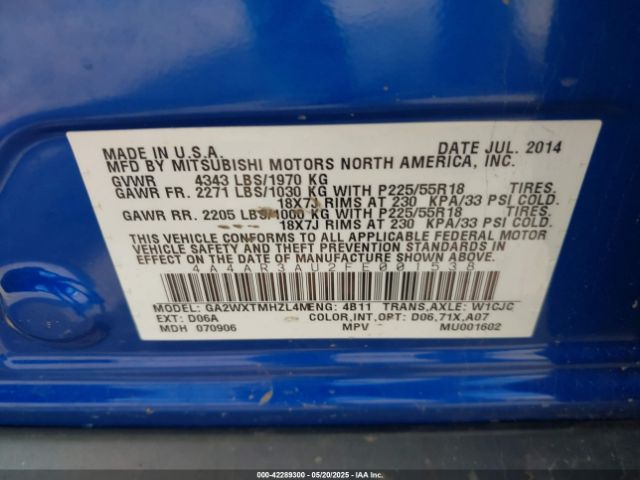 MADE IN U.S.A. DATE JUL. 2014
MFD BY MITSUBISHI MOTORS NORTH AMERICA, INC.
GVWR 4343 LBS/1970 KG
GAWR FR. 2271 LBS/1030 KG WITH P225/55R18 TIRES.
18X7J RIMS AT 230 KPA/33 PSI COLD.
GAWR RR. 2205 LBS/1000 KG WITH P225/55R18 TIRES.
18X7J RIMS AT 230 KPA/33 PSI COLD.
THIS VEHICLE CONFORMS TO ALL APPLICABLE FEDERAL MOTOR
VEHICLE SAFETY AND THEFT PREVENTION STANDARDS IN
EFFECT ON THE DATE OF MANUFACTURE SHOWN ABOVE.
4A4AR3AU2FE001538
MODEL: GA2WXTMHZL4M ENG: 4B11 TRANS,AXLE: W1CJC
EXT: D06A COLOR,INT,OPT: D06,71X,A07
MDH 070906 MPV MU001602
000-42289300 - 05/20/2025 - IAAI.COM